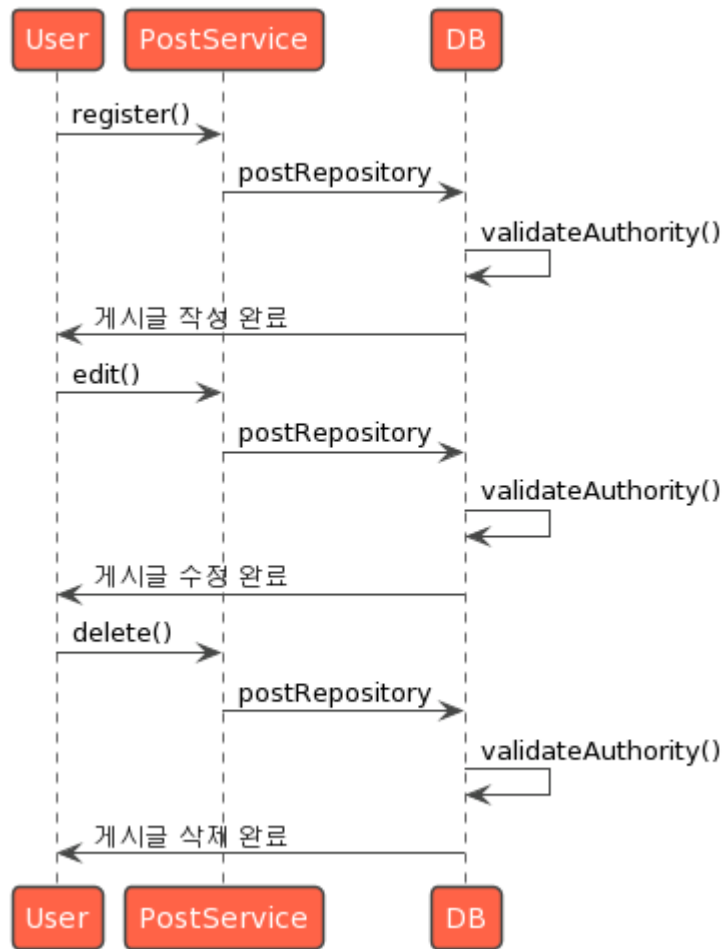 User PostService DB
register()
postRepository
validateAuthority()
게시글 작성 완료
edit()
postRepository
validateAuthority()
게시글 수정 완료
delete()
postRepository
validateAuthority()
게시글 삭제 완료
User PostService DB